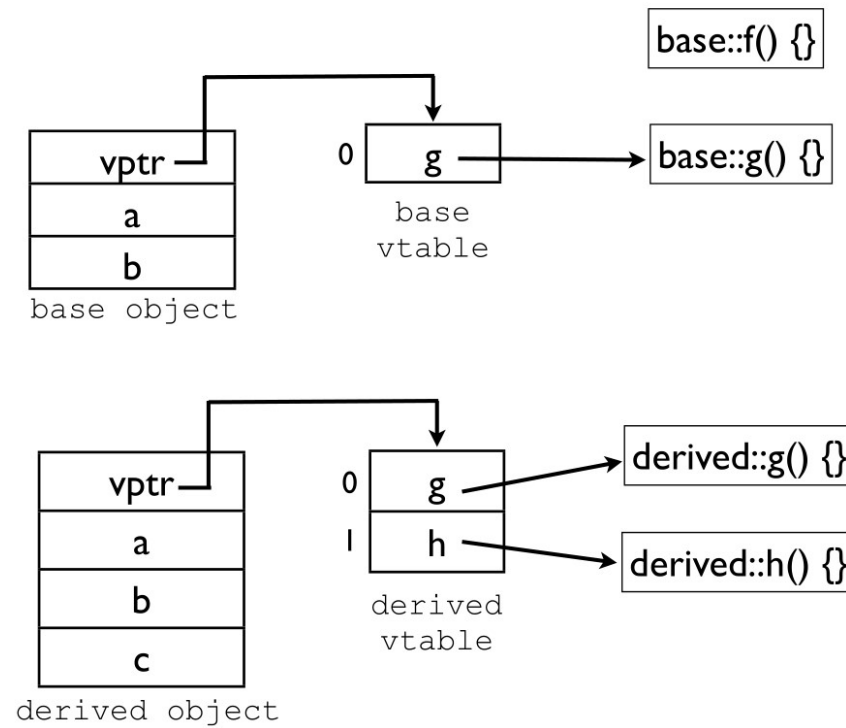 base::f() {}
vptr
0
g
base::g() {}
a
b
base
vtable
base object
vptr
0
g
derived::g() {}
a
1
h
derived::h() {}
b
derived
vtable
c
derived object